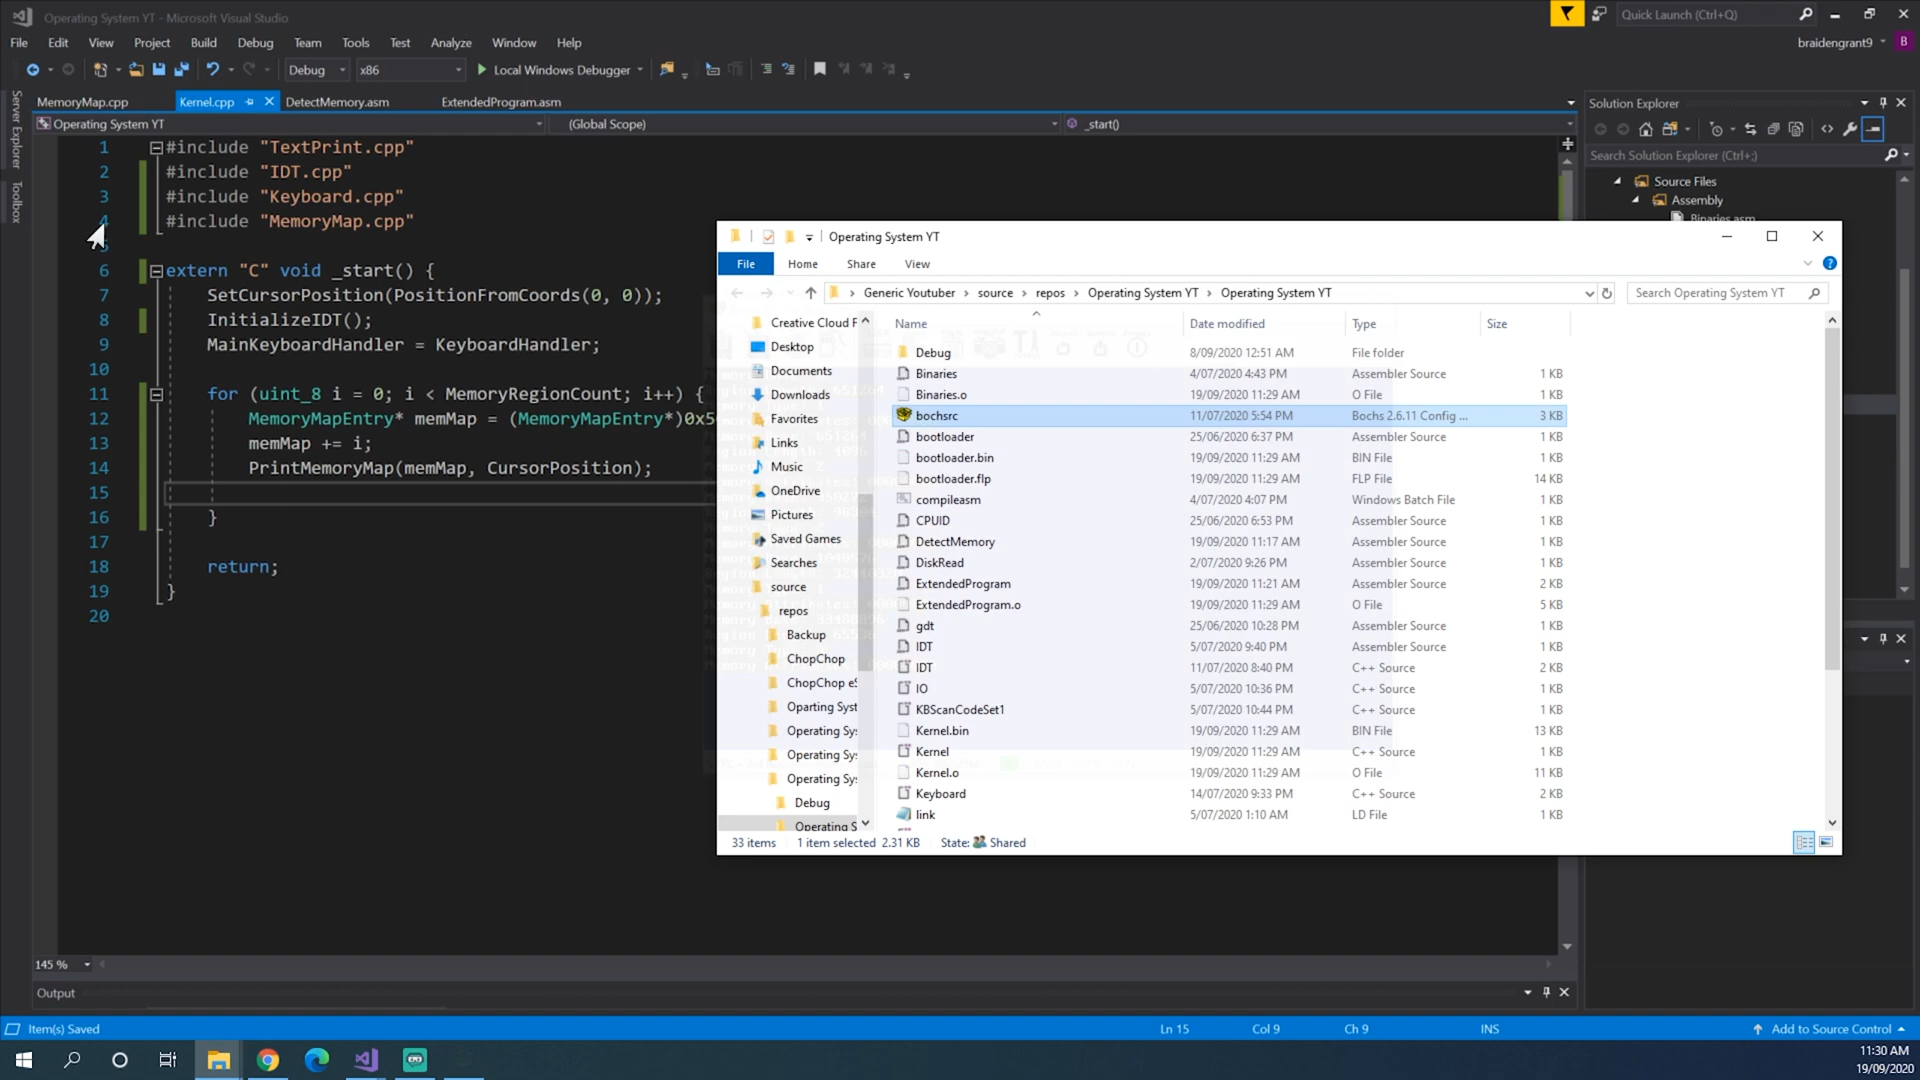 Operating System YT - Microsoft Visual Studio
Quick Launch (Ctrl+Q)
File Edit View Project Build Debug Team Tools Test Analyze Window Help
braidengrant9
B
Debug x86 Local Windows Debugger
MemoryMap.cpp Kernel.cpp DetectMemory.asm ExtendedProgram.asm
Operating System YT (Global Scope) _start()
Server Explorer
Toolbox
Solution Explorer
Search Solution Explorer (Ctrl+;)
Source Files
Assembly
Binaries.asm
1 #include "TextPrint.cpp"
2 #include "IDT.cpp"
3 #include "Keyboard.cpp"
4 #include "MemoryMap.cpp"
5
6 extern "C" void _start() {
7 SetCursorPosition(PositionFromCoords(0, 0));
8 InitializeIDT();
9 MainKeyboardHandler = KeyboardHandler;
10
11 for (uint_8 i = 0; i < MemoryRegionCount; i++) {
12 MemoryMapEntry* memMap = (MemoryMapEntry*)0x5
13 memMap += i;
14 PrintMemoryMap(memMap, CursorPosition);
15
16 }
17
18 return;
19 }
20
Operating System YT
File Home Share View
Generic Youtuber > source > repos > Operating System YT > Operating System YT
Search Operating System YT
Creative Cloud F
Desktop
Documents
Downloads
Favorites
Links
Music
OneDrive
Pictures
Saved Games
Searches
source
repos
Backup
ChopChop
ChopChop eS
Oparting Syst
Operating Sy
Operating Sy
Operating Sy
Debug
Operating S
Name Date modified Type Size
Debug 8/09/2020 12:51 AM File folder
Binaries 4/07/2020 4:43 PM Assembler Source 1 KB
Binaries.o 19/09/2020 11:29 AM O File 1 KB
bochsrc 11/07/2020 5:54 PM Bochs 2.6.11 Config ... 3 KB
bootloader 25/06/2020 6:37 PM Assembler Source 1 KB
bootloader.bin 19/09/2020 11:29 AM BIN File 1 KB
bootloader.flp 19/09/2020 11:29 AM FLP File 14 KB
compileasm 4/07/2020 4:07 PM Windows Batch File 1 KB
CPUID 25/06/2020 6:53 PM Assembler Source 1 KB
DetectMemory 19/09/2020 11:17 AM Assembler Source 1 KB
DiskRead 2/07/2020 9:26 PM Assembler Source 1 KB
ExtendedProgram 19/09/2020 11:21 AM Assembler Source 2 KB
ExtendedProgram.o 19/09/2020 11:29 AM O File 5 KB
gdt 25/06/2020 10:28 PM Assembler Source 1 KB
IDT 5/07/2020 9:40 PM Assembler Source 1 KB
IDT 11/07/2020 8:40 PM C++ Source 2 KB
IO 5/07/2020 10:36 PM C++ Source 1 KB
KBScanCodeSet1 5/07/2020 10:44 PM C++ Source 1 KB
Kernel.bin 19/09/2020 11:29 AM BIN File 13 KB
Kernel 19/09/2020 11:29 AM C++ Source 1 KB
Kernel.o 19/09/2020 11:29 AM O File 11 KB
Keyboard 14/07/2020 9:33 PM C++ Source 2 KB
link 5/07/2020 1:10 AM LD File 1 KB
33 items 1 item selected 2.31 KB State: Shared
145 %
Output
Item(s) Saved Ln 15 Col 9 Ch 9 INS Add to Source Control
11:30 AM
19/09/2020